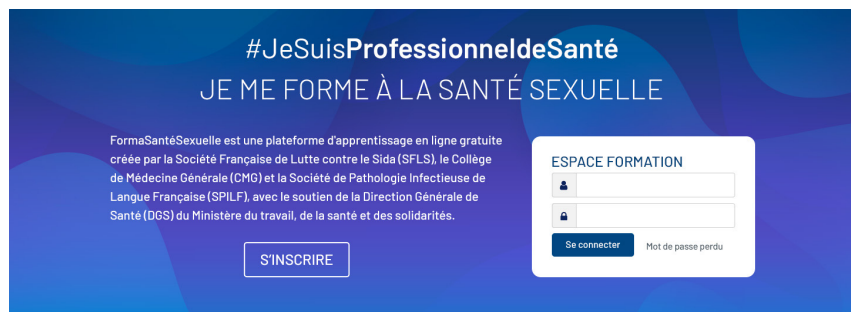 #JeSuisProfessionneldeSanté
JE ME FORME À LA SANTÉ SEXUELLE
FormaSantéSexuelle est une plateforme d'apprentissage en ligne gratuite
créée par la Société Française de Lutte contre le Sida (SFLS), le Collège
de Médecine Générale (CMG) et la Société de Pathologie Infectieuse de
Langue Française (SPILF), avec le soutien de la Direction Générale de
Santé (DGS) du Ministère du travail, de la santé et des solidarités.
S'INSCRIRE
ESPACE FORMATION
Se connecter
Mot de passe perdu